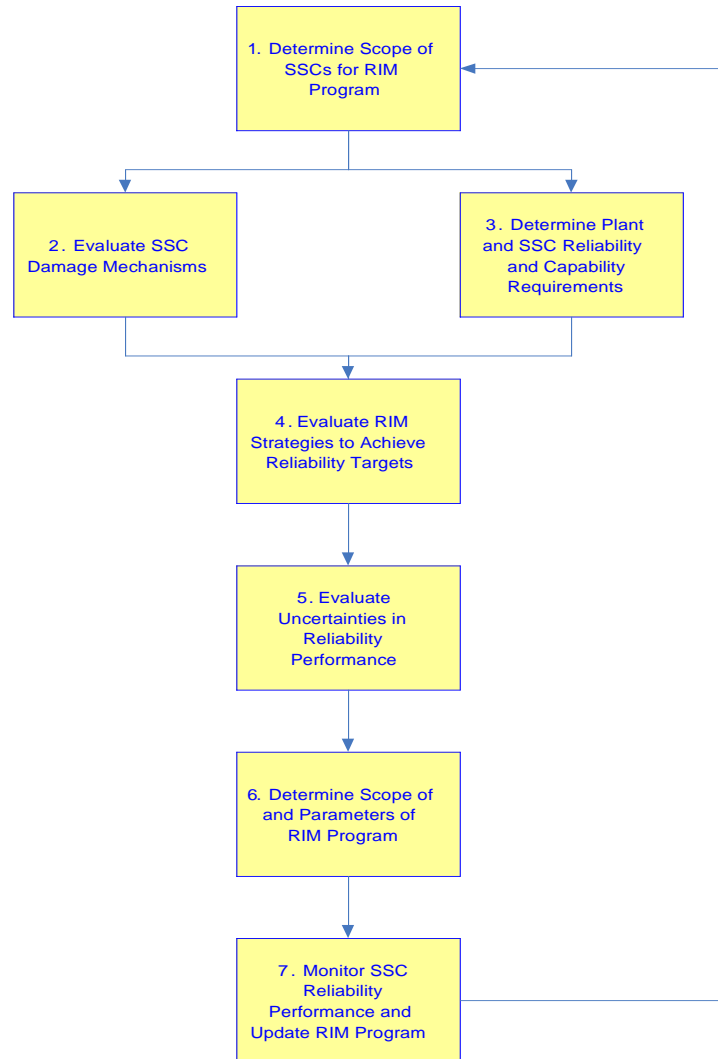 1. Determine Scope of
SSCs for RIM
Program
2. Evaluate SSC
Damage Mechanisms
3. Determine Plant
and SSC Reliability
and Capability
Requirements
4. Evaluate RIM
Strategies to Achieve
Reliability Targets
5. Evaluate
Uncertainties in
Reliability
Performance
6. Determine Scope of
and Parameters of
RIM Program
7. Monitor SSC
Reliability
Performance and
Update RIM Program